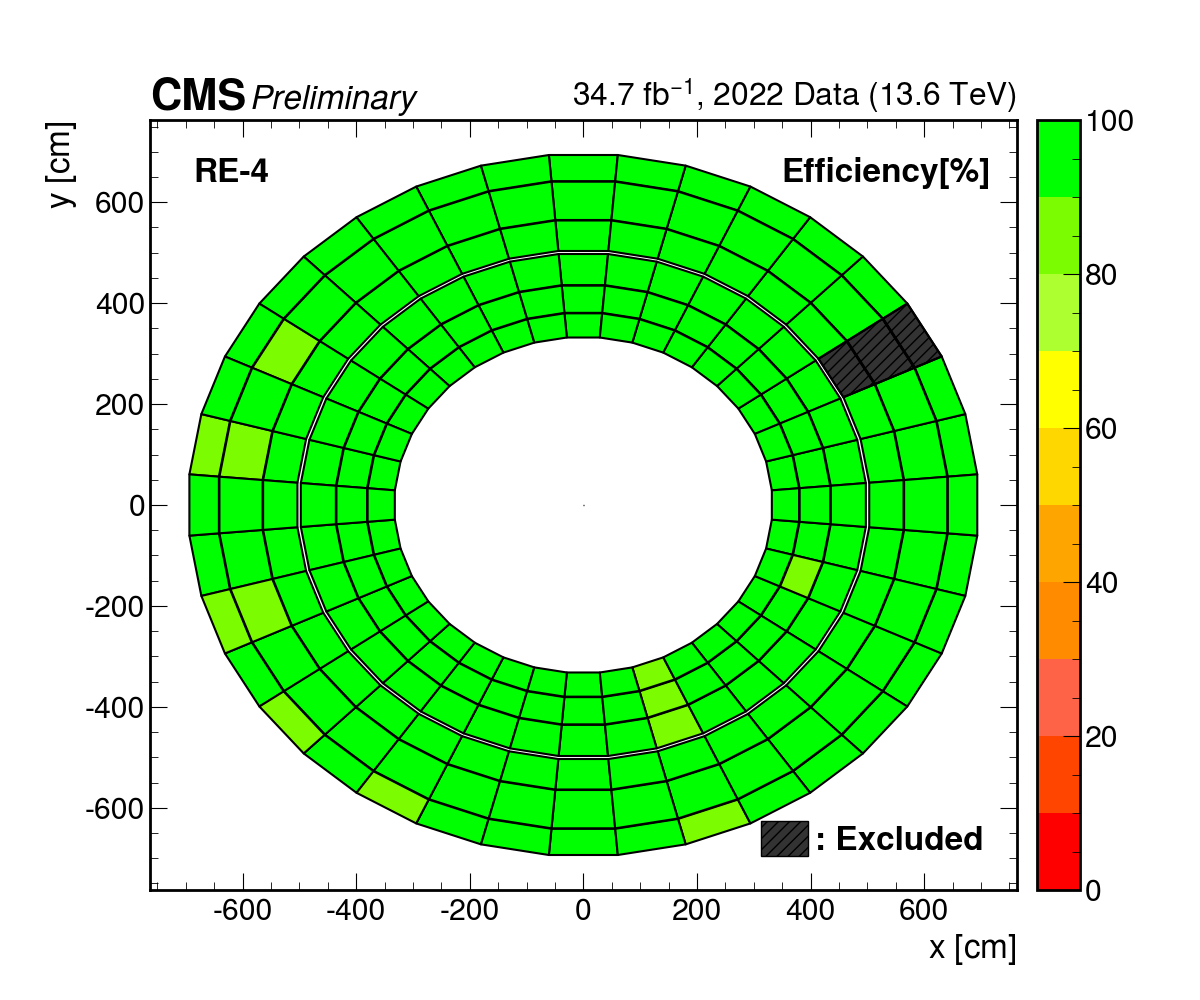 CMS Preliminary 34.7 fb⁻¹, 2022 Data (13.6 TeV)
y [cm]
RE-4 Efficiency[%]
600
400
200
0
-200
-400
-600
: Excluded
-600 -400 -200 0 200 400 600
x [cm]
100
80
60
40
20
0